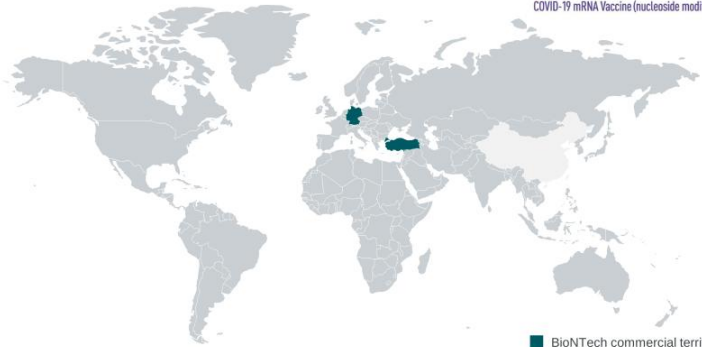 COVID-19 mRNA Vaccine (nucleoside modi
BioNTech commercial terri